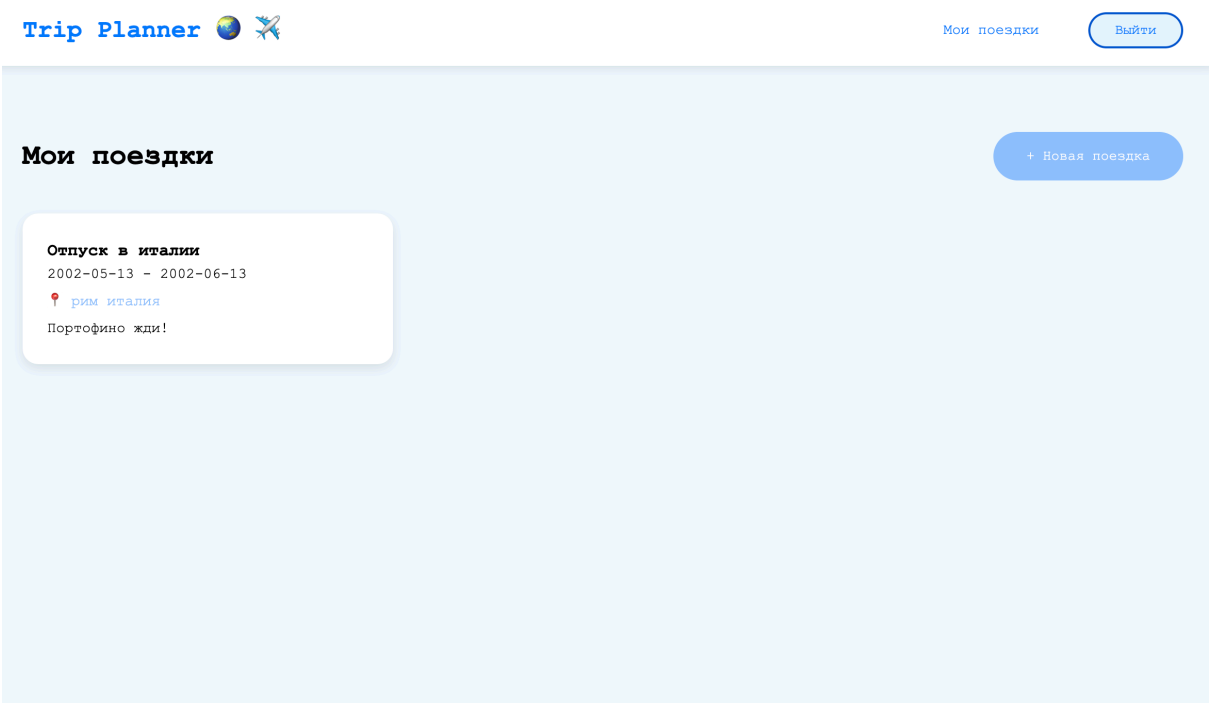 Trip Planner 🌏 ✈️
Мои поездки
Выйти
Мои поездки
+ Новая поездка
Отпуск в италии
2002-05-13 - 2002-06-13
📍 рим италия
Портофино жди!